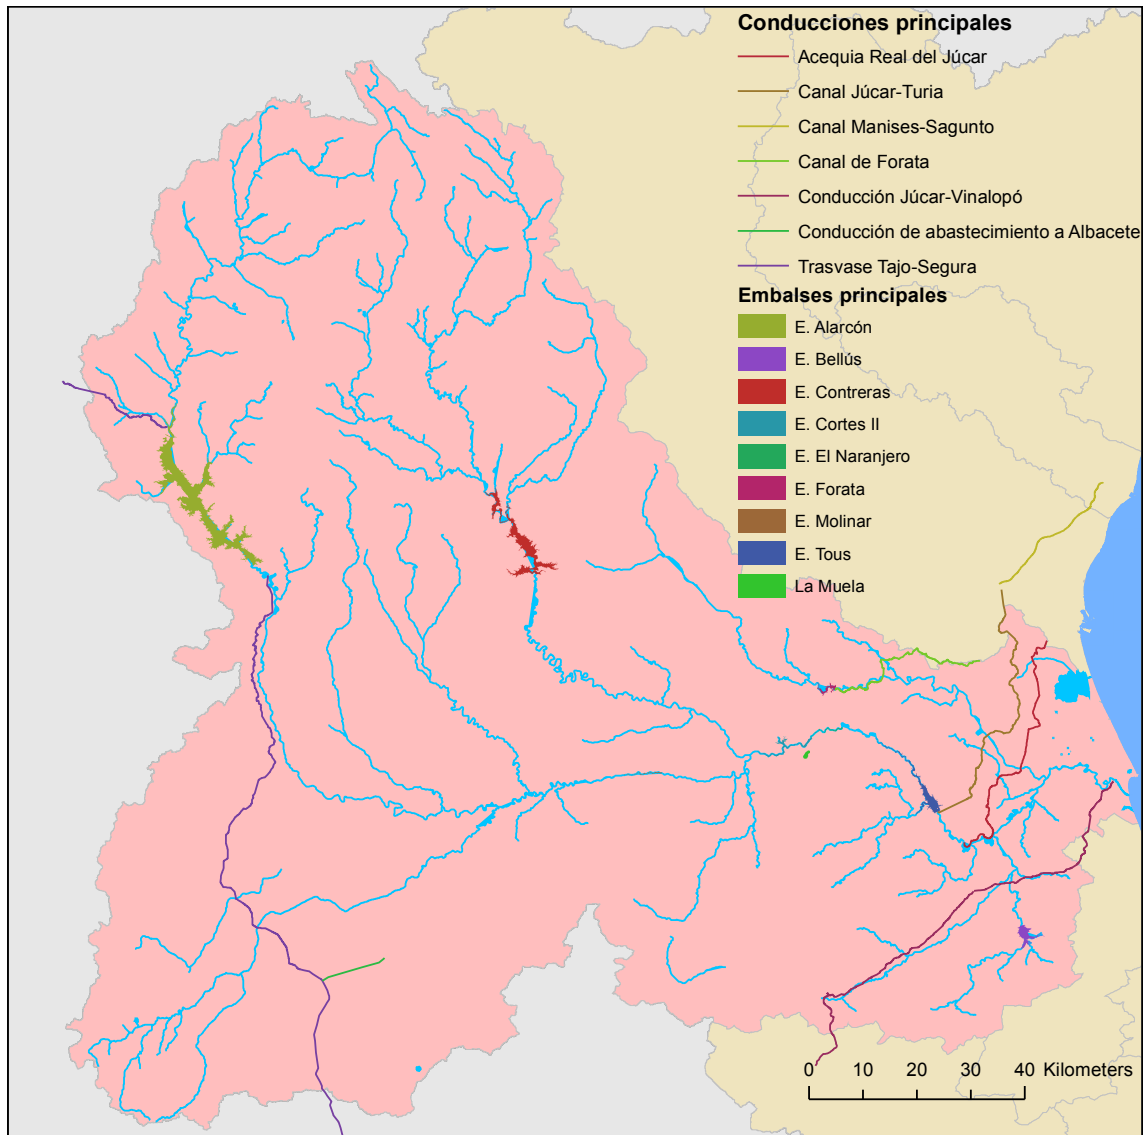 Conducciones principales
Acequia Real del Júcar
Canal Júcar-Turia
Canal Manises-Sagunto
Canal de Forata
Conducción Júcar-Vinalopó
Conducción de abastecimiento a Albacete
Trasvase Tajo-Segura
Embalses principales
E. Alarcón
E. Bellús
E. Contreras
E. Cortes II
E. El Naranjero
E. Forata
E. Molinar
E. Tous
La Muela
0 10 20 30 40 Kilometers